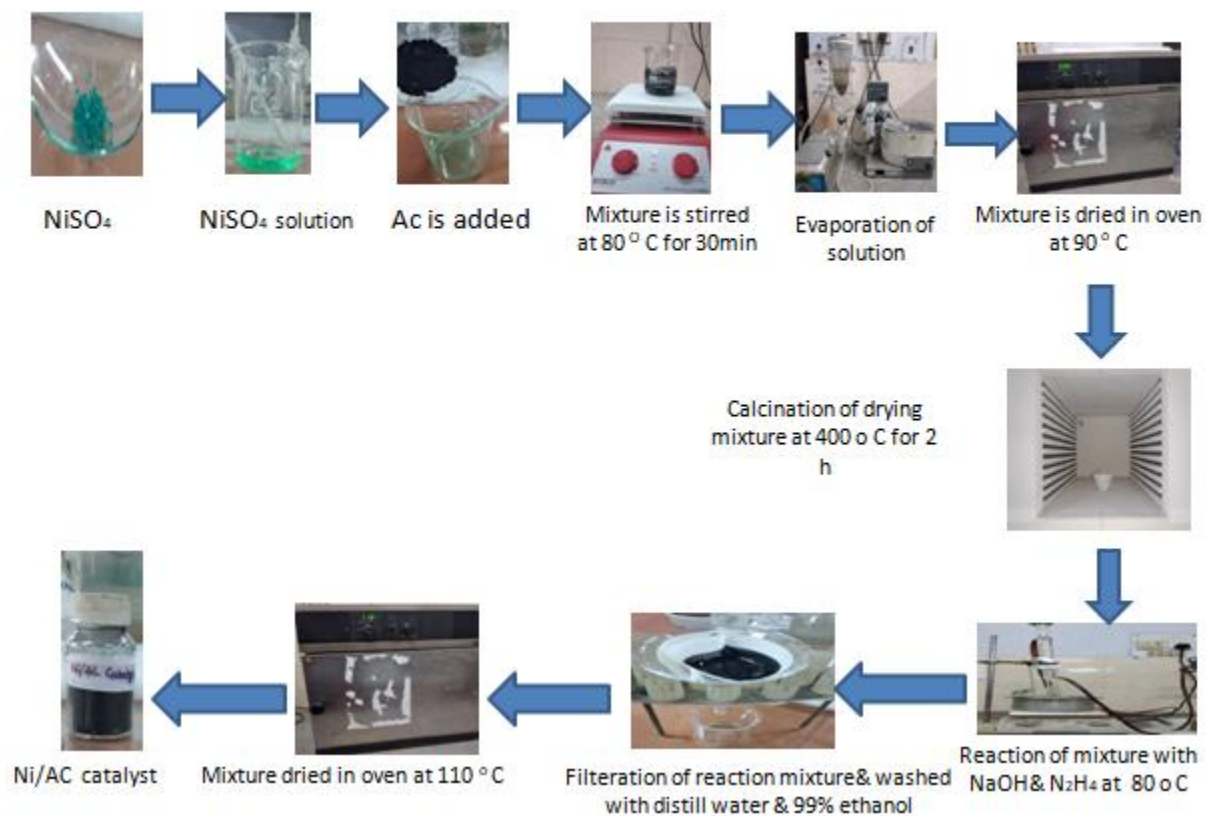 NiSO₄
NiSO₄ solution
Ac is added
Mixture is stirred
at 80 ° C for 30min
Evaporation of
solution
Mixture is dried in oven
at 90 ° C
Calcination of drying
mixture at 400 o C for 2
h
Ni/AC catalyst
Mixture dried in oven at 110 ° C
Filteration of reaction mixture& washed
with distill water & 99% ethanol
Reaction of mixture with
NaOH& N₂H₄ at 80 o C